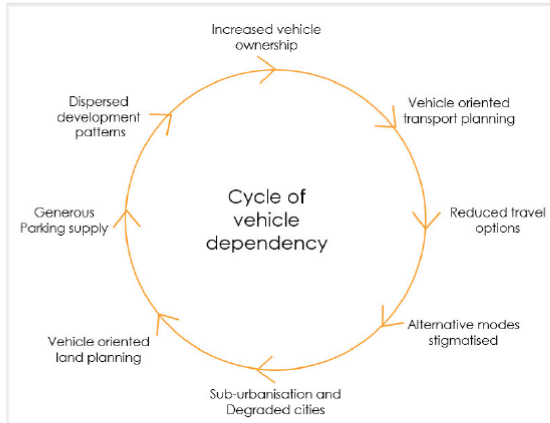 Increased vehicle
ownership
Vehicle oriented
transport planning
Reduced travel
options
Alternative modes
stigmatised
Sub-urbanisation and
Degraded cities
Vehicle oriented
land planning
Generous
Parking supply
Dispersed
development
patterns
Cycle of
vehicle
dependency